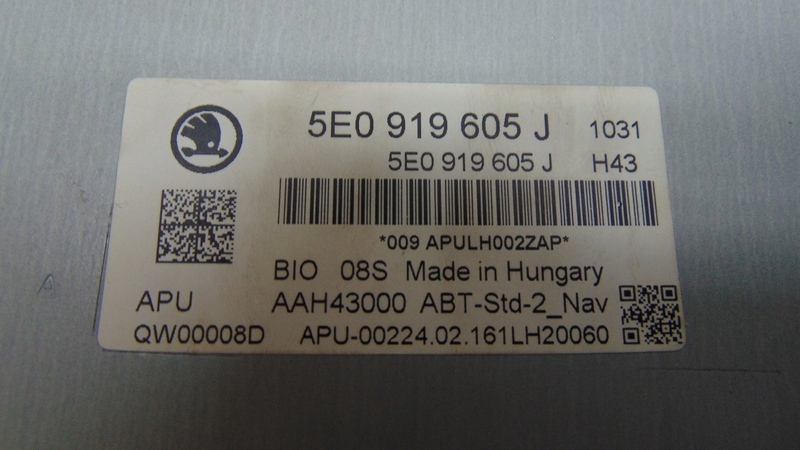 5E0 919 605 J 1031
5E0 919 605 J H43
*009 APULH002ZAP*
BIO 08S Made in Hungary
APU AAH43000 ABT-Std-2_Nav
QW00008D APU-00224.02.161LH20060